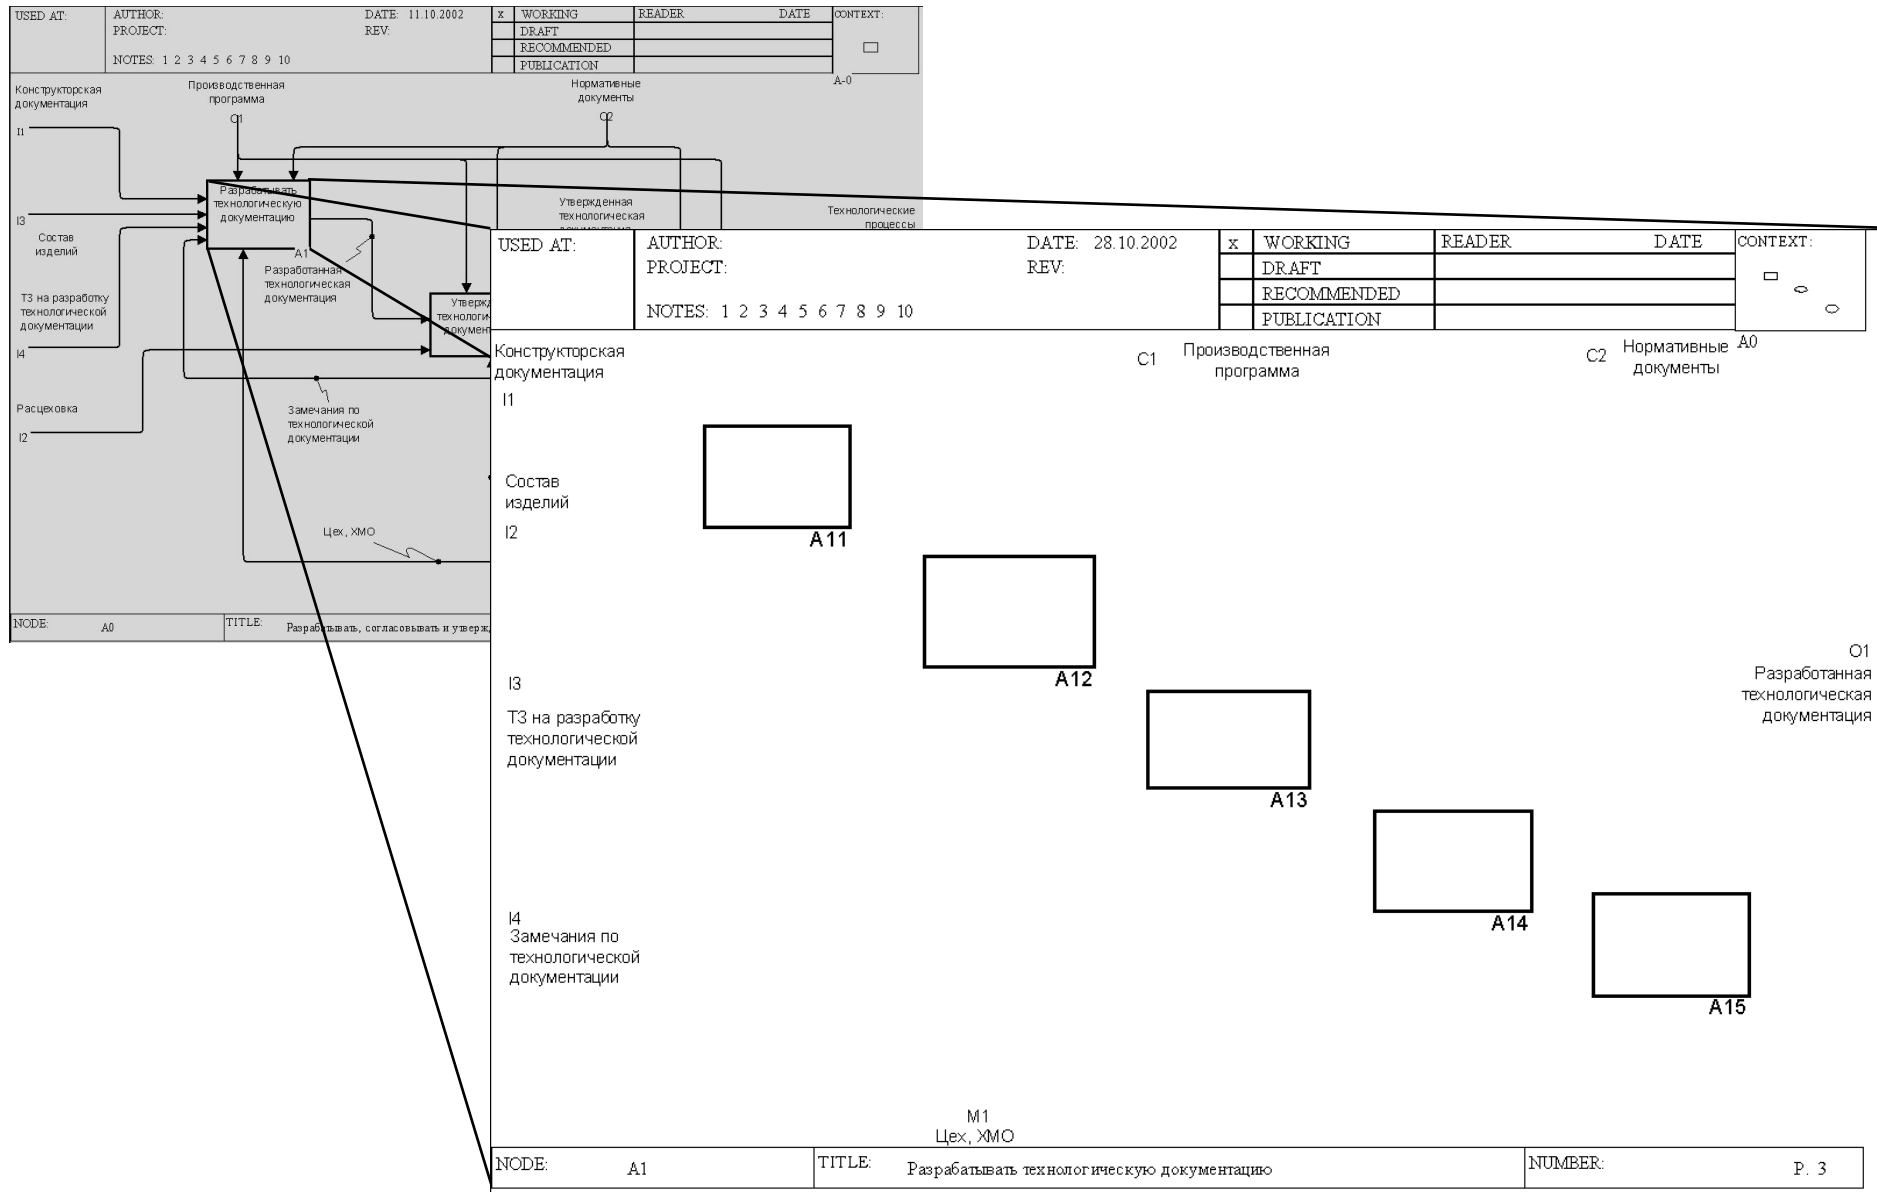 USED AT:
AUTHOR:
DATE: 11.10.2002
x WORKING
READER DATE
CONTEXT:
PROJECT:
REV:
DRAFT
RECOMMENDED
NOTES: 1 2 3 4 5 6 7 8 9 10
PUBLICATION
A-0
Конструкторская
документация
I1
Производственная
программа
C1
Нормативные
документы
C2
Разрабатывать
технологическую
документацию
A1
I3
Состав
изделий
Утвержденная
технологическая
Технологические
процессы
Разработанная
технологическая
документация
ТЗ на разработку
технологической
документации
I4
Расцеховка
I2
Замечания по
технологической
документации
Цех, ХМО
NODE: A0
TITLE: Разрабатывать, согласовывать и
USED AT:
AUTHOR:
DATE: 28.10.2002
x WORKING
READER DATE
CONTEXT:
PROJECT:
REV:
DRAFT
RECOMMENDED
NOTES: 1 2 3 4 5 6 7 8 9 10
PUBLICATION
A0
Конструкторская
документация
I1
C1 Производственная
программа
C2 Нормативные
документы
Состав
изделий
I2
A11
A12
I3
ТЗ на разработку
технологической
документации
A13
O1
Разработанная
технологическая
документация
A14
I4
Замечания по
технологической
документации
A15
M1
Цех, ХМО
NODE: A1
TITLE: Разрабатывать технологическую документацию
NUMBER: P. 3